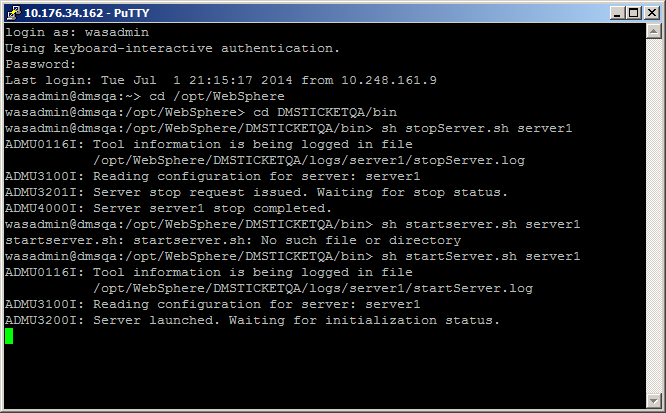 10.176.34.162 - PuTTY
login as: wasadmin
Using keyboard-interactive authentication.
Password:
Last login: Tue Jul  1 21:15:17 2014 from 10.248.161.9
wasadmin@dmsqa:~> cd /opt/WebSphere
wasadmin@dmsqa:/opt/WebSphere> cd DMSTICKETQA/bin
wasadmin@dmsqa:/opt/WebSphere/DMSTICKETQA/bin> sh stopServer.sh server1
ADMU0116I: Tool information is being logged in file
           /opt/WebSphere/DMSTICKETQA/logs/server1/stopServer.log
ADMU3100I: Reading configuration for server: server1
ADMU3201I: Server stop request issued. Waiting for stop status.
ADMU4000I: Server server1 stop completed.
wasadmin@dmsqa:/opt/WebSphere/DMSTICKETQA/bin> sh startserver.sh server1
startserver.sh: startserver.sh: No such file or directory
wasadmin@dmsqa:/opt/WebSphere/DMSTICKETQA/bin> sh startServer.sh server1
ADMU0116I: Tool information is being logged in file
           /opt/WebSphere/DMSTICKETQA/logs/server1/startServer.log
ADMU3100I: Reading configuration for server: server1
ADMU3200I: Server launched. Waiting for initialization status.